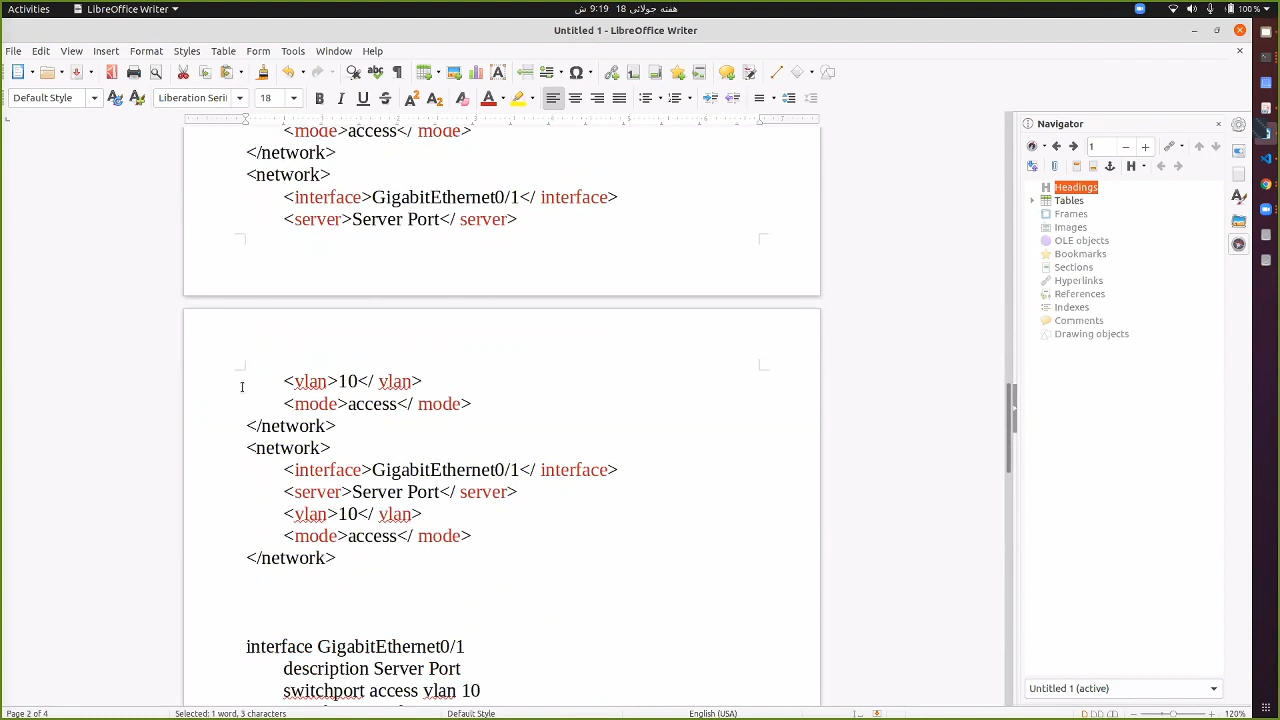 Activities
LibreOffice Writer
هفته جولائی 18  9:19 ش
100 %
Untitled 1 - LibreOffice Writer
File Edit View Insert Format Styles Table Form Tools Window Help
Default Style
Liberation Seri
18
<mode>access</ mode>
</network>
<network>
<interface>GigabitEthernet0/1</ interface>
<server>Server Port</ server>
<vlan>10</ vlan>
<mode>access</ mode>
</network>
<network>
<interface>GigabitEthernet0/1</ interface>
<server>Server Port</ server>
<vlan>10</ vlan>
<mode>access</ mode>
</network>
interface GigabitEthernet0/1
description Server Port
switchport access vlan 10
Navigator
1
Headings
Tables
Frames
Images
OLE objects
Bookmarks
Sections
Hyperlinks
References
Indexes
Comments
Drawing objects
Untitled 1 (active)
Page 2 of 4
Selected: 1 word, 3 characters
Default Style
English (USA)
120%